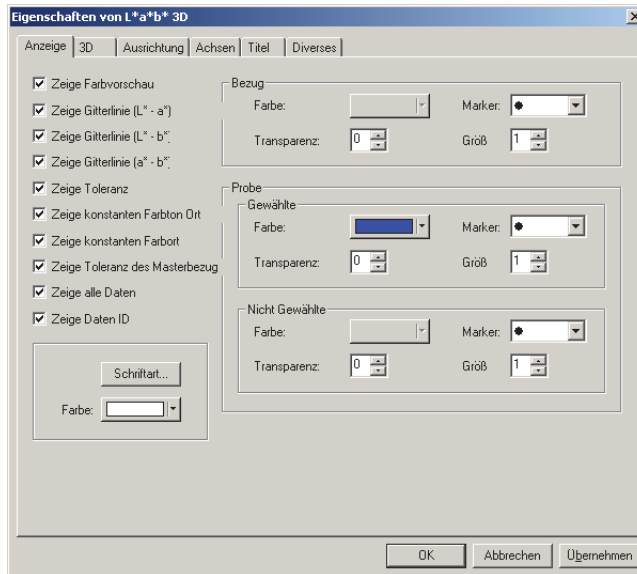 Eigenschaften von L*a*b* 3D
Anzeige 3D Ausrichtung Achsen Titel Diverses
Zeige Farbvorschau
Zeige Gitterlinie (L* - a*)
Zeige Gitterlinie (L* - b*)
Zeige Gitterlinie (a* - b*)
Zeige Toleranz
Zeige konstanten Farbton Ort
Zeige konstanten Farbort
Zeige Toleranz des Masterbezug
Zeige alle Daten
Zeige Daten ID
Schriftart...
Farbe:
Bezug
Farbe: Marker:
Transparenz: 0 Größ 1
Probe
Gewählte
Farbe: Marker:
Transparenz: 0 Größ 1
Nicht Gewählte
Farbe: Marker:
Transparenz: 0 Größ 1
OK Abbrechen Übernehmen